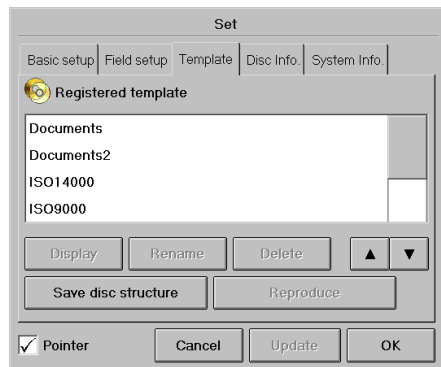 Set
Basic setup Field setup Template Disc Info. System Info.
Registered template
Documents
Documents2
ISO14000
ISO9000
Display Rename Delete ▲ ▼
Save disc structure Reproduce
Pointer Cancel Update OK